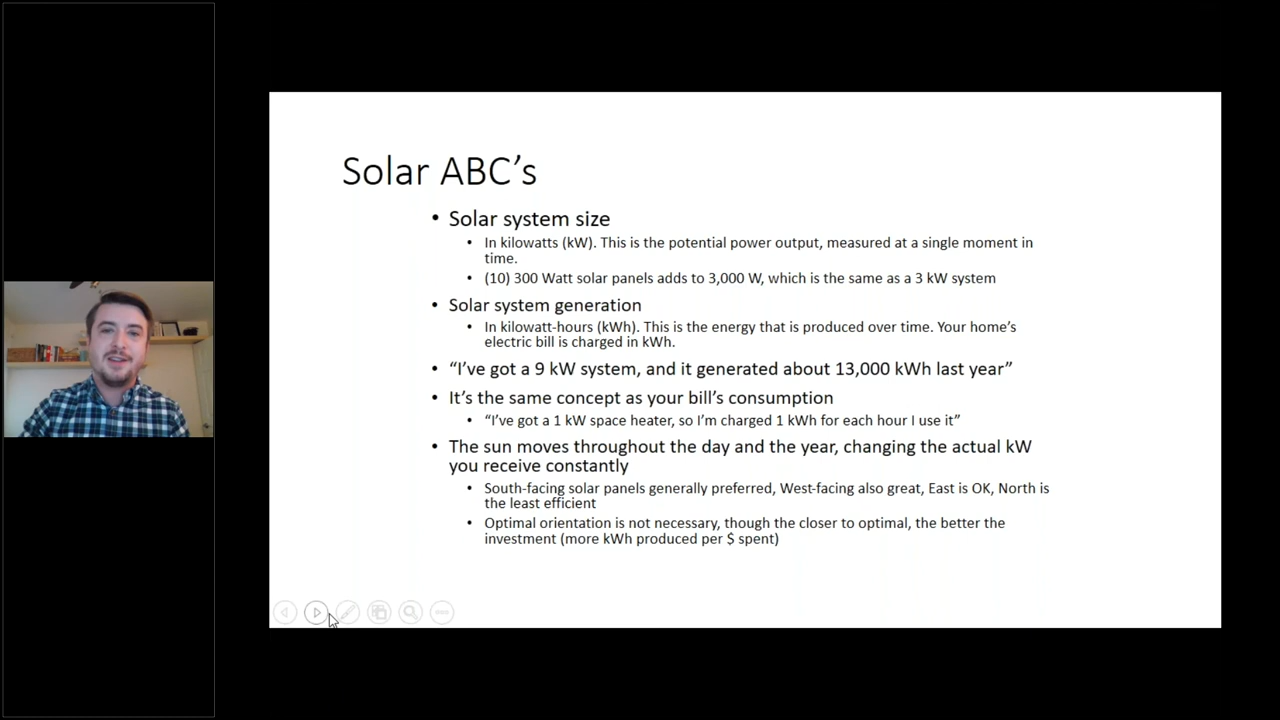 Solar ABC’s
• Solar system size
• In kilowatts (kW). This is the potential power output, measured at a single moment in
time.
• (10) 300 Watt solar panels adds to 3,000 W, which is the same as a 3 kW system
• Solar system generation
• In kilowatt-hours (kWh). This is the energy that is produced over time. Your home’s
electric bill is charged in kWh.
• “I’ve got a 9 kW system, and it generated about 13,000 kWh last year”
• It’s the same concept as your bill’s consumption
• “I’ve got a 1 kW space heater, so I’m charged 1 kWh for each hour I use it”
• The sun moves throughout the day and the year, changing the actual kW
you receive constantly
• South-facing solar panels generally preferred, West-facing also great, East is OK, North is
the least efficient
• Optimal orientation is not necessary, though the closer to optimal, the better the
investment (more kWh produced per $ spent)